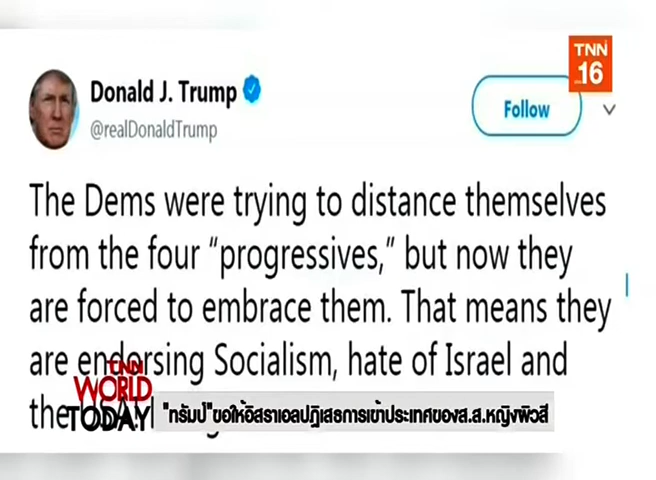 TNN
16
Donald J. Trump
@realDonaldTrump
Follow
The Dems were trying to distance themselves
from the four “progressives,” but now they
are forced to embrace them. That means they
are endorsing Socialism, hate of Israel and
the
TNN
WORLD
TODAY
"ทรัมป์"ขอให้อิสราเอลปฏิเสธการเข้าประเทศของส.ส.หญิงผิวสี